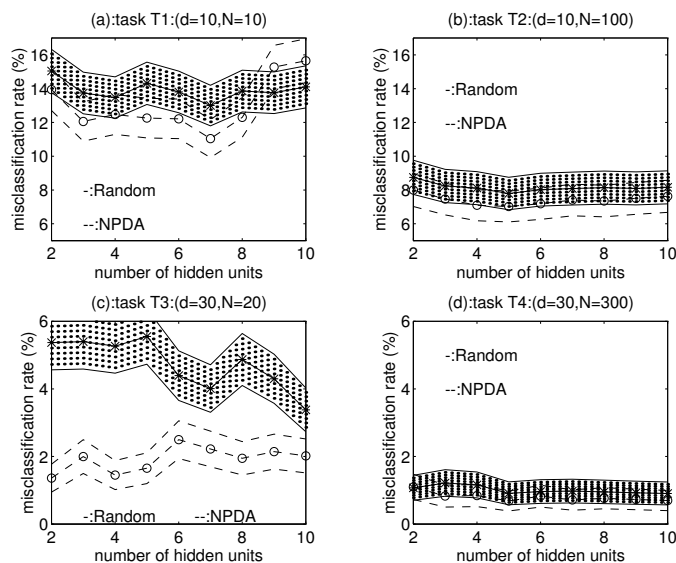 (a):task T1:(d=10,N=10)
misclassification rate (%)
16
14
12
10
8
6
-:Random
--:NPDA
2 4 6 8 10
number of hidden units
(b):task T2:(d=10,N=100)
misclassification rate (%)
16
14
12
10
8
6
-:Random
--:NPDA
2 4 6 8 10
number of hidden units
(c):task T3:(d=30,N=20)
misclassification rate (%)
6
4
2
0
-:Random --:NPDA
2 4 6 8 10
number of hidden units
(d):task T4:(d=30,N=300)
misclassification rate (%)
6
4
2
0
-:Random
--:NPDA
2 4 6 8 10
number of hidden units